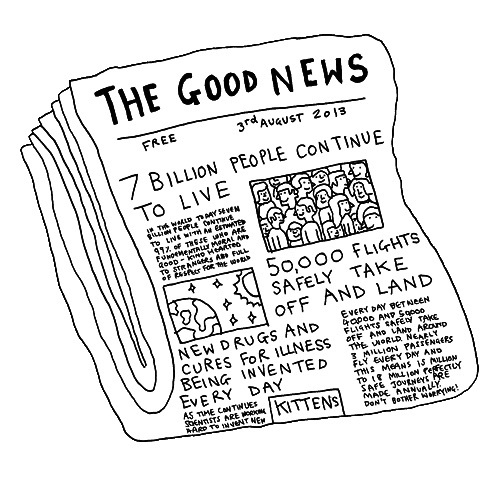 THE GOOD NEWS
FREE
3rd AUGUST 2013
7 BILLION PEOPLE CONTINUE
TO LIVE
IN THE WORLD TODAY SEVEN
BILLION PEOPLE CONTINUE
TO LIVE WITH AN ESTIMATED
99% OF THESE WHO ARE
FUNDAMENTALLY MORAL AND
GOOD - KIND HEARTED
TO STRANGERS AND FULL
OF RESPECT FOR THE WORLD
50,000 FLIGHTS
SAFELY TAKE
OFF AND LAND
EVERY DAY BETWEEN
40000 AND 50000
FLIGHTS SAFELY TAKE
OFF AND LAND AROUND
THE WORLD. NEARLY
3 MILLION PASSENGERS
FLY EVERY DAY AND
THIS MEANS 15 MILLION
TO 18 MILLION PERFECTLY
SAFE JOURNEYS ARE
MADE ANNUALLY.
DON'T BOTHER WORRYING!
NEW DRUGS AND
CURES FOR ILLNESS
BEING INVENTED
EVERY DAY
AS TIME CONTINUES
SCIENTISTS ARE WORKING
HARD TO INVENT NEW
KITTENS